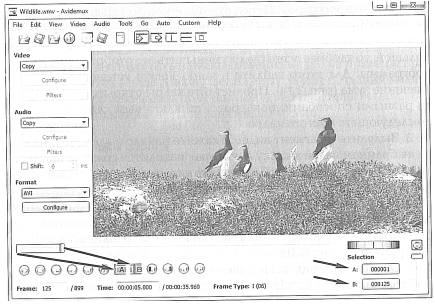 Wildlife.wmv - Avidemux
File Edit View Video Audio Tools Go Auto Custom Help
Video
Copy
Configure
Filters
Audio
Copy
Configure
Filters
Shift: 0 ms
Format
AVI
Configure
A B
Selection
A: 000001
B: 000125
Frame: 125 / 899 Time: 00:00:05.000 / 00:00:35.960 Frame Type: I (05)